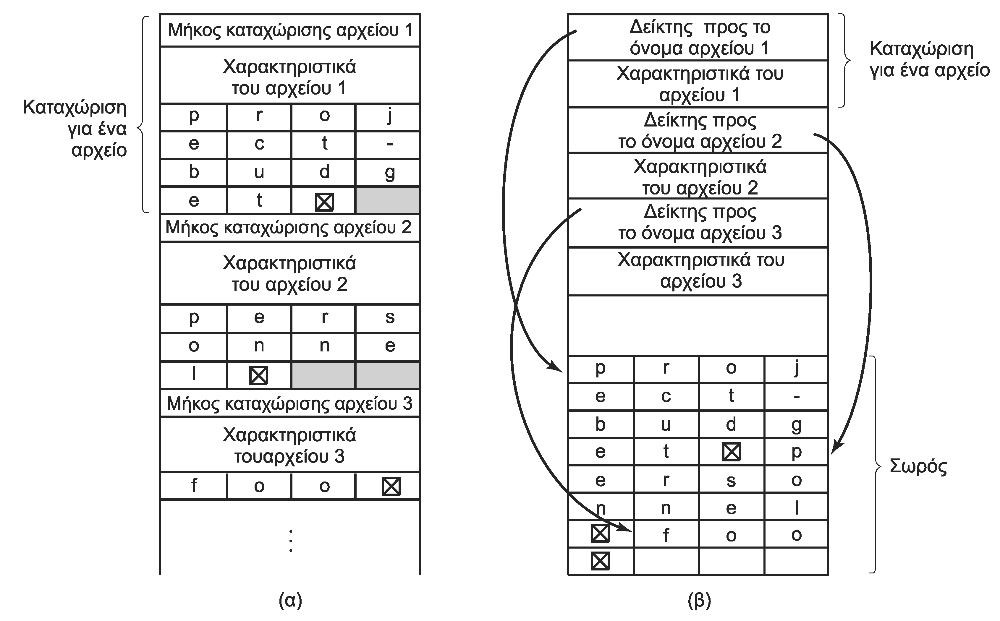 Καταχώριση
για ένα
αρχείο
Μήκος καταχώρισης αρχείου 1
Χαρακτηριστικά
του αρχείου 1
p r o j
e c t -
b u d g
e t ☒
Μήκος καταχώρισης αρχείου 2
Χαρακτηριστικά
του αρχείου 2
p e r s
o n n e
l ☒
Μήκος καταχώρισης αρχείου 3
Χαρακτηριστικά
τουαρχείου 3
f o o ☒
⋮
(α)
Δείκτης προς το
όνομα αρχείου 1
Χαρακτηριστικά του
αρχείου 1
Δείκτης προς
το όνομα αρχείου 2
Χαρακτηριστικά
του αρχείου 2
Δείκτης προς
το όνομα αρχείου 3
Χαρακτηριστικά του
αρχείου 3
p r o j
e c t -
b u d g
e t ☒ p
e r s o
n n e l
☒ f o o
☒
Καταχώριση
για ένα αρχείο
Σωρός
(β)